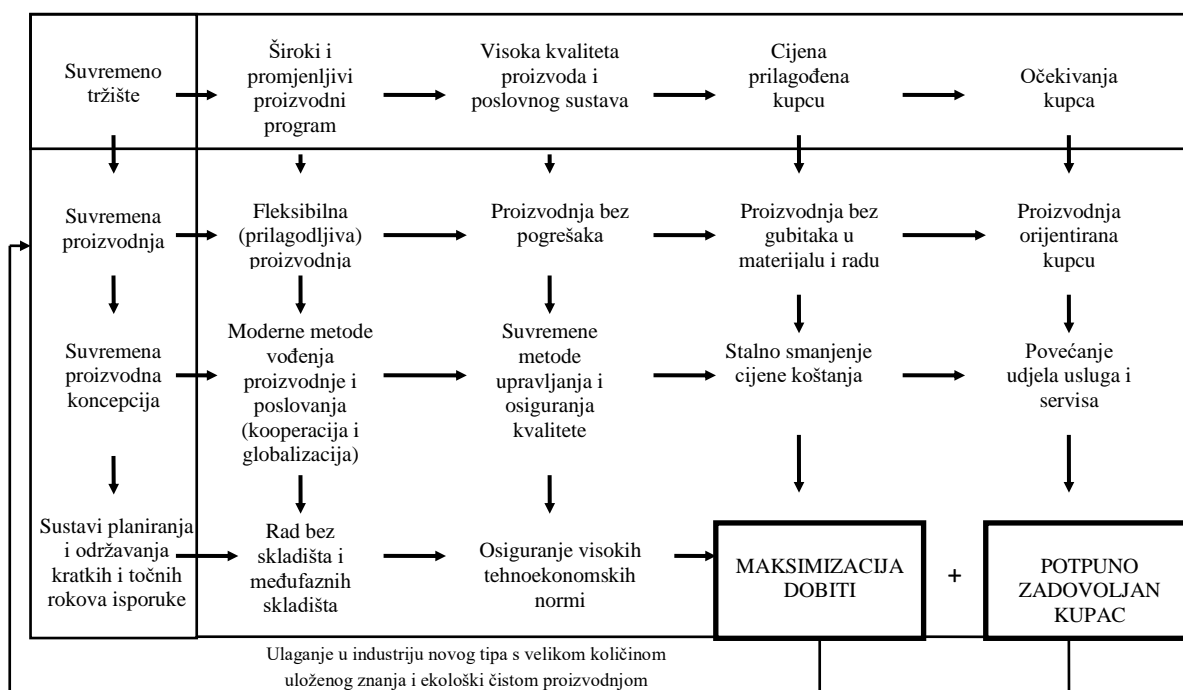 Suvremeno
tržište
Široki i
promjenljivi
proizvodni
program
Visoka kvaliteta
proizvoda i
poslovnog sustava
Cijena
prilagođena
kupcu
Očekivanja
kupca
Suvremena
proizvodnja
Fleksibilna
(prilagodljiva)
proizvodnja
Proizvodnja bez
pogrešaka
Proizvodnja bez
gubitaka u
materijalu i radu
Proizvodnja
orijentirana
kupcu
Suvremena
proizvodna
koncepcija
Moderne metode
vođenja
proizvodnje i
poslovanja
(kooperacija i
globalizacija)
Suvremene
metode
upravljanja i
osiguranja
kvalitete
Stalno smanjenje
cijene koštanja
Povećanje
udjela usluga i
servisa
Sustavi planiranja
i održavanja
kratkih i točnih
rokova isporuke
Rad bez
skladišta i
međufaznih
skladišta
Osiguranje visokih
tehnoekonomskih
normi
MAKSIMIZACIJA
DOBITI
+
POTPUNO
ZADOVOLJAN
KUPAC
Ulaganje u industriju novog tipa s velikom količinom
uloženog znanja i ekološki čistom proizvodnjom